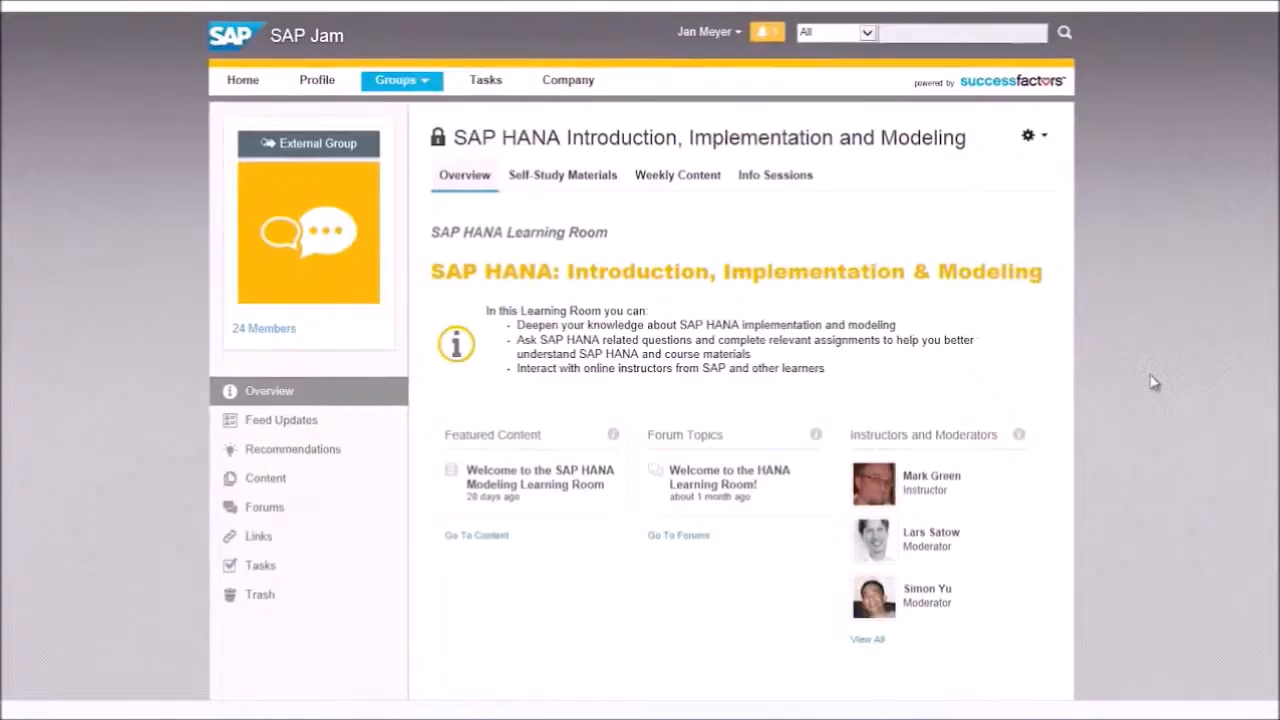 SAP SAP Jam
Jan Meyer
All
Home Profile Groups Tasks Company
powered by successfactors
External Group
24 Members
Overview
Feed Updates
Recommendations
Content
Forums
Links
Tasks
Trash
SAP HANA Introduction, Implementation and Modeling
Overview Self-Study Materials Weekly Content Info Sessions
SAP HANA Learning Room
SAP HANA: Introduction, Implementation & Modeling
In this Learning Room you can:
- Deepen your knowledge about SAP HANA implementation and modeling
- Ask SAP HANA related questions and complete relevant assignments to help you better
understand SAP HANA and course materials
- Interact with online instructors from SAP and other learners
Featured Content
Welcome to the SAP HANA
Modeling Learning Room
28 days ago
Go To Content
Forum Topics
Welcome to the HANA
Learning Room!
about 1 month ago
Go To Forums
Instructors and Moderators
Mark Green
Instructor
Lars Satow
Moderator
Simon Yu
Moderator
View All